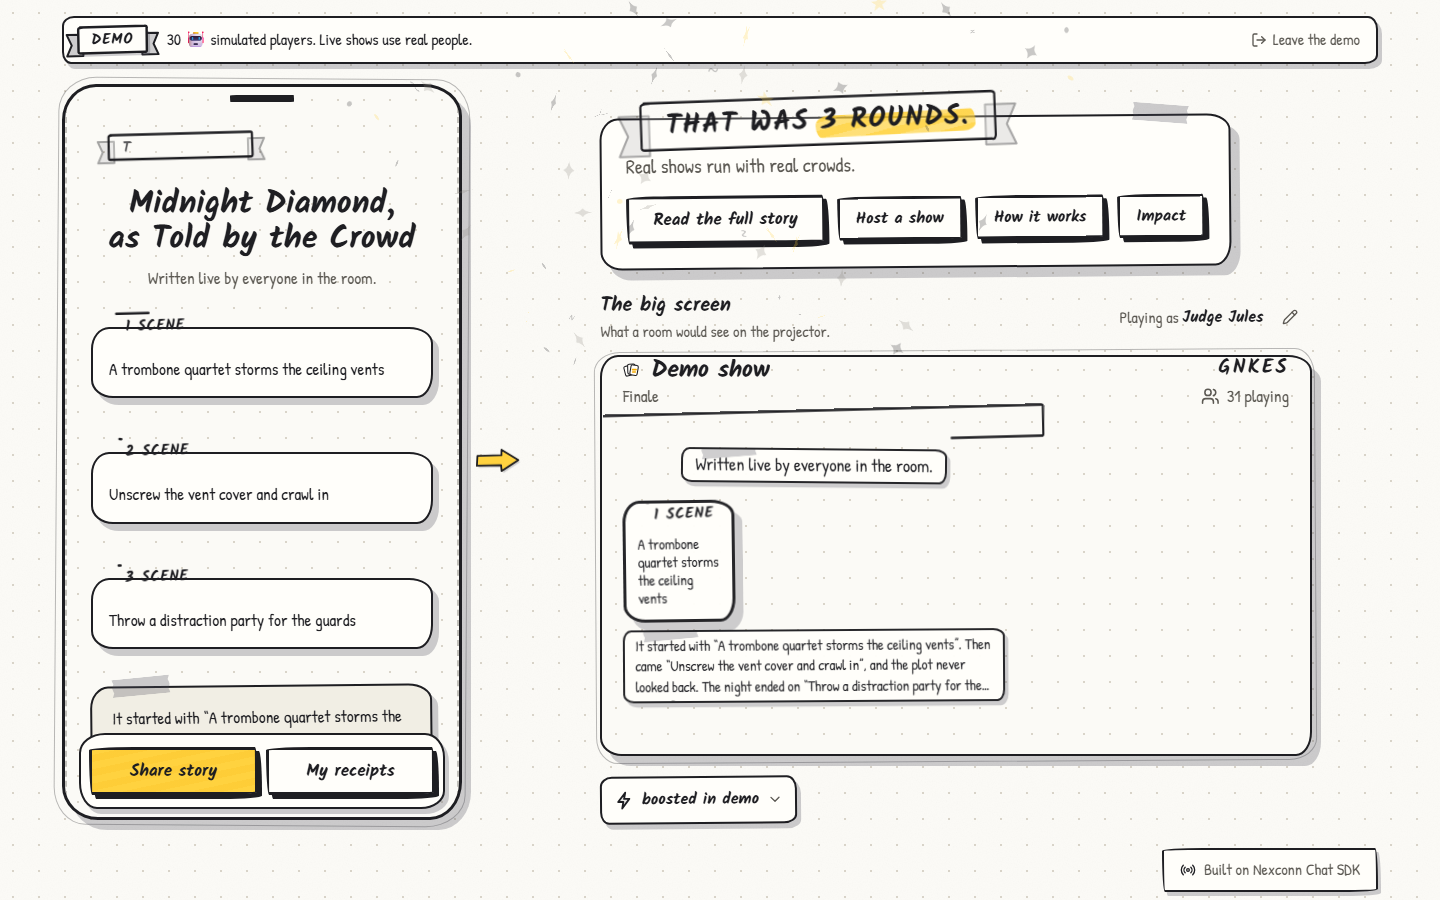 DEMO
30 simulated players. Live shows use real people.
Leave the demo
T
Midnight Diamond,
as Told by the Crowd
Written live by everyone in the room.
1 SCENE
A trombone quartet storms the ceiling vents
2 SCENE
Unscrew the vent cover and crawl in
3 SCENE
Throw a distraction party for the guards
It started with “A trombone quartet storms the
Share story
My receipts
THAT WAS 3 ROUNDS.
Real shows run with real crowds.
Read the full story
Host a show
How it works
Impact
The big screen
What a room would see on the projector.
Playing as Judge Jules
Demo show
GNKES
Finale
31 playing
Written live by everyone in the room.
1 SCENE
A trombone
quartet storms
the ceiling
vents
It started with “A trombone quartet storms the ceiling vents”. Then
came “Unscrew the vent cover and crawl in”, and the plot never
looked back. The night ended on “Throw a distraction party for the…
boosted in demo
Built on Nexconn Chat SDK